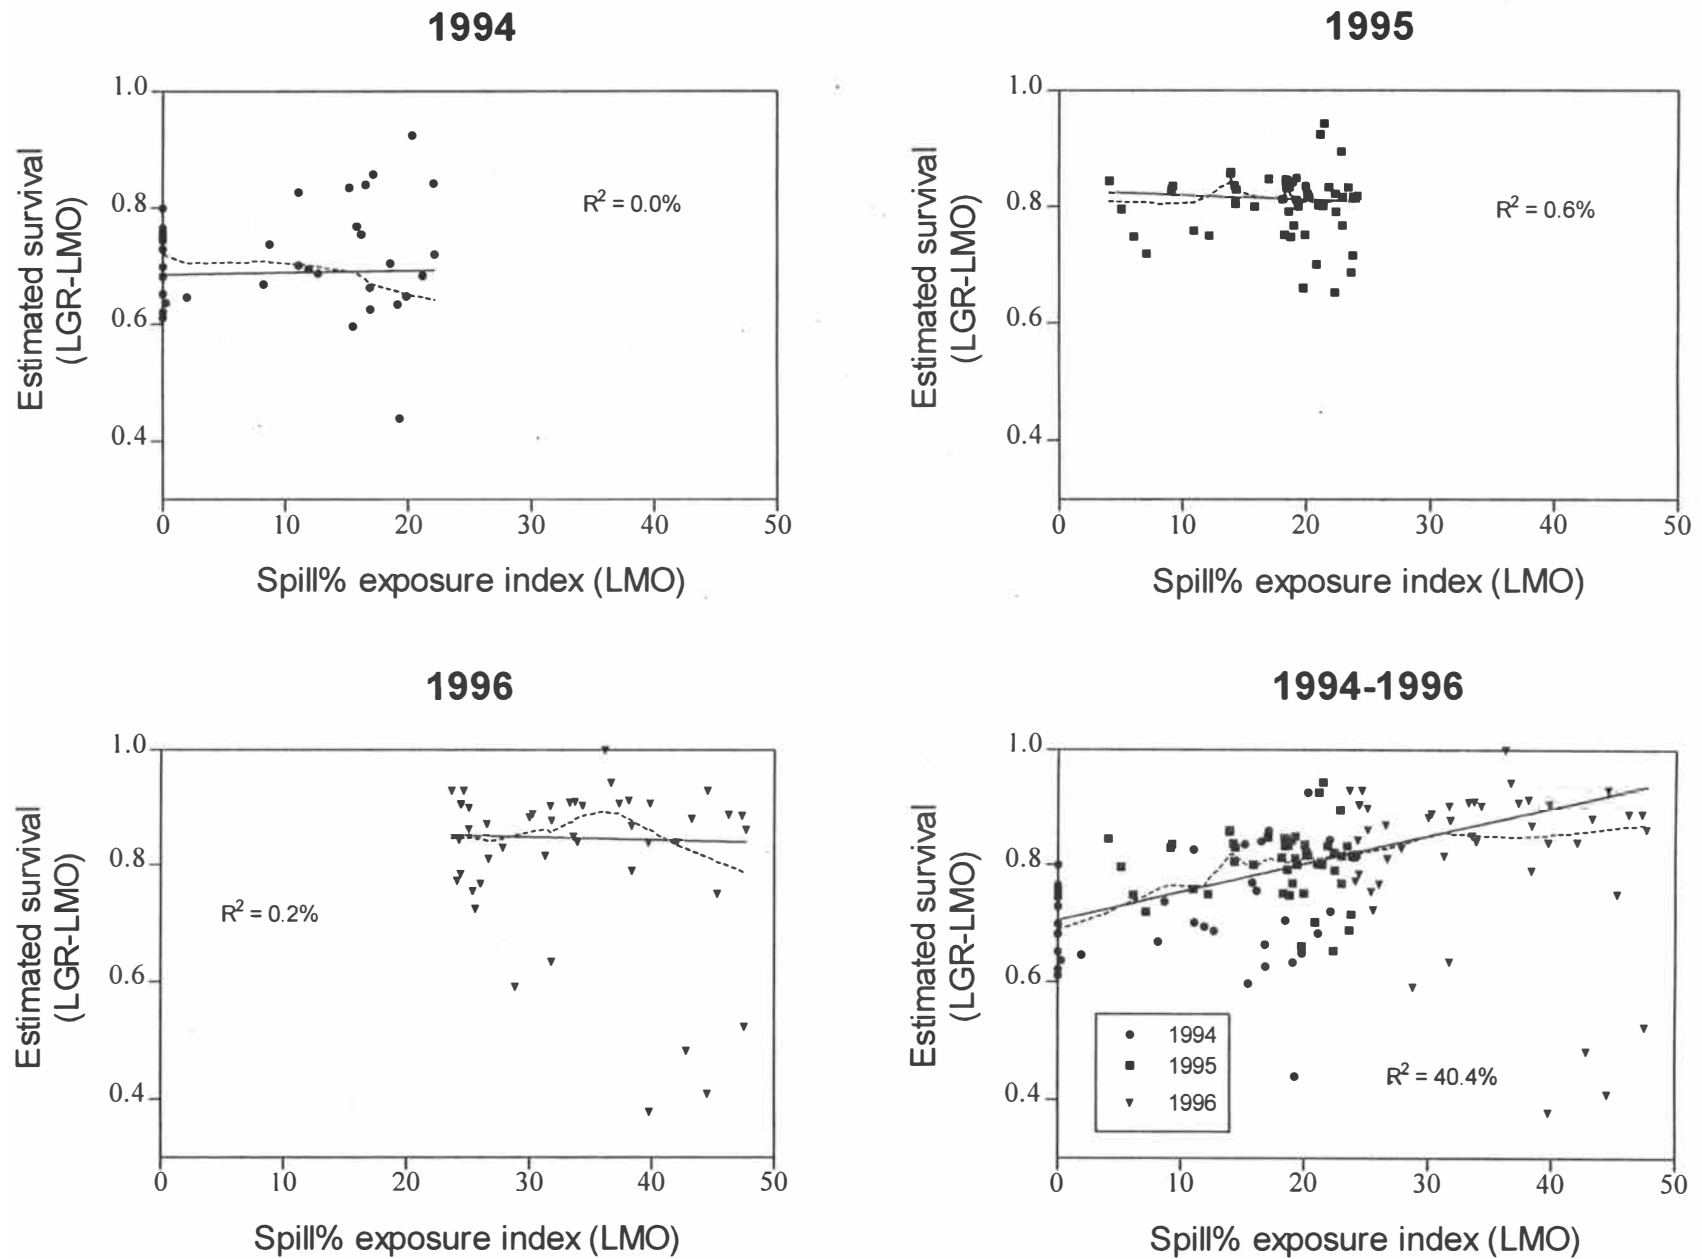 1994
1.0
0.8
0.6
0.4
Estimated survival
(LGR-LMO)
R² = 0.0%
0 10 20 30 40 50
Spill% exposure index (LMO)
1995
1.0
0.8
0.6
0.4
Estimated survival
(LGR-LMO)
R² = 0.6%
0 10 20 30 40 50
Spill% exposure index (LMO)
1996
1.0
0.8
0.6
0.4
Estimated survival
(LGR-LMO)
R² = 0.2%
0 10 20 30 40 50
Spill% exposure index (LMO)
1994-1996
1.0
0.8
0.6
0.4
Estimated survival
(LGR-LMO)
1994
1995
1996
R² = 40.4%
0 10 20 30 40 50
Spill% exposure index (LMO)